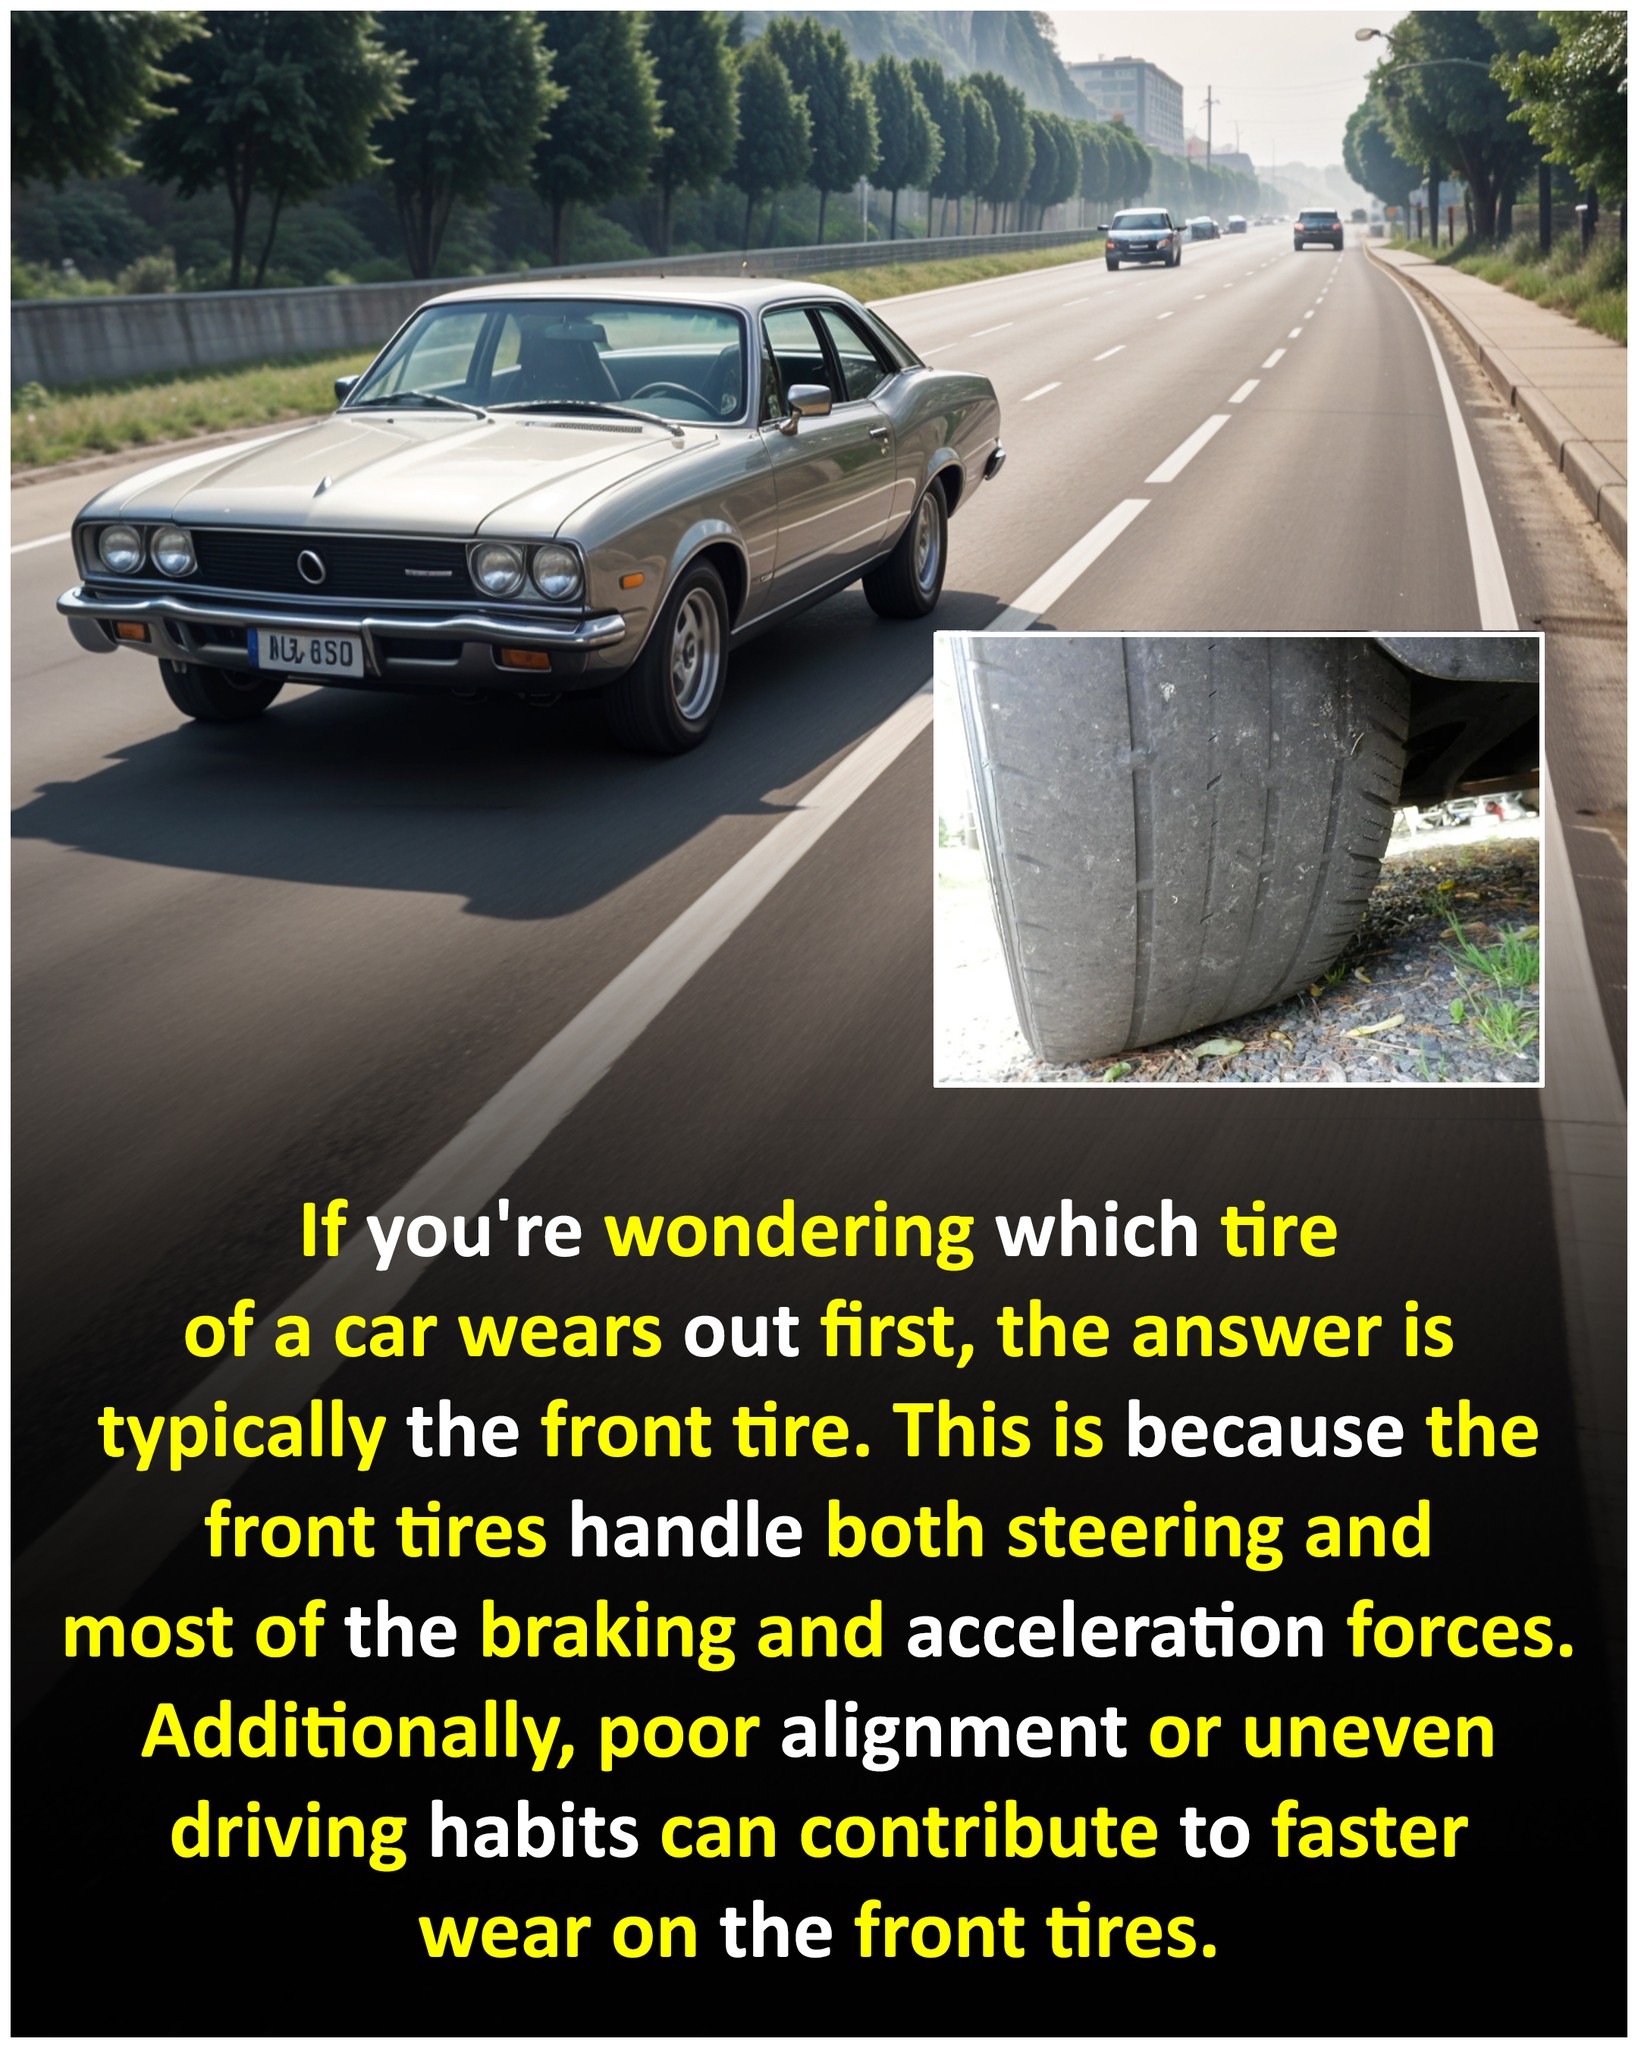 If you're wondering which tire
of a car wears out first, the answer is
typically the front tire. This is because the
front tires handle both steering and
most of the braking and acceleration forces.
Additionally, poor alignment or uneven
driving habits can contribute to faster
wear on the front tires.